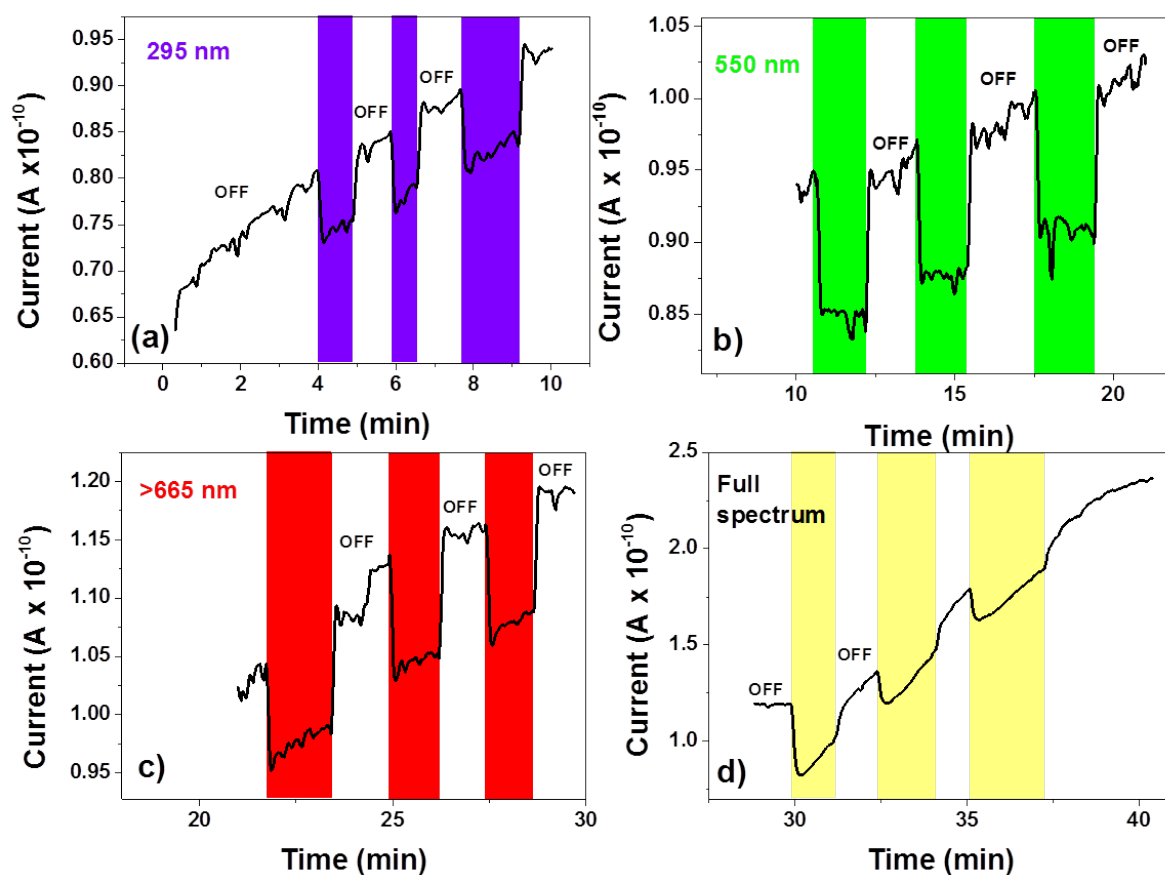 295 nm
OFF
OFF
OFF
(a)
Current (A x10-10)
0.95
0.90
0.85
0.80
0.75
0.70
0.65
0.60
0 2 4 6 8 10
Time (min)
550 nm
OFF
OFF
OFF
b)
Current (A x 10-10)
1.05
1.00
0.95
0.90
0.85
10 15 20
Time (min)
>665 nm
OFF
OFF
OFF
c)
Current (A x 10-10)
1.20
1.15
1.10
1.05
1.00
0.95
20 25 30
Time (min)
Full
spectrum
OFF
OFF
d)
Current (A x 10-10)
2.5
2.0
1.5
1.0
30 35 40
Time (min)